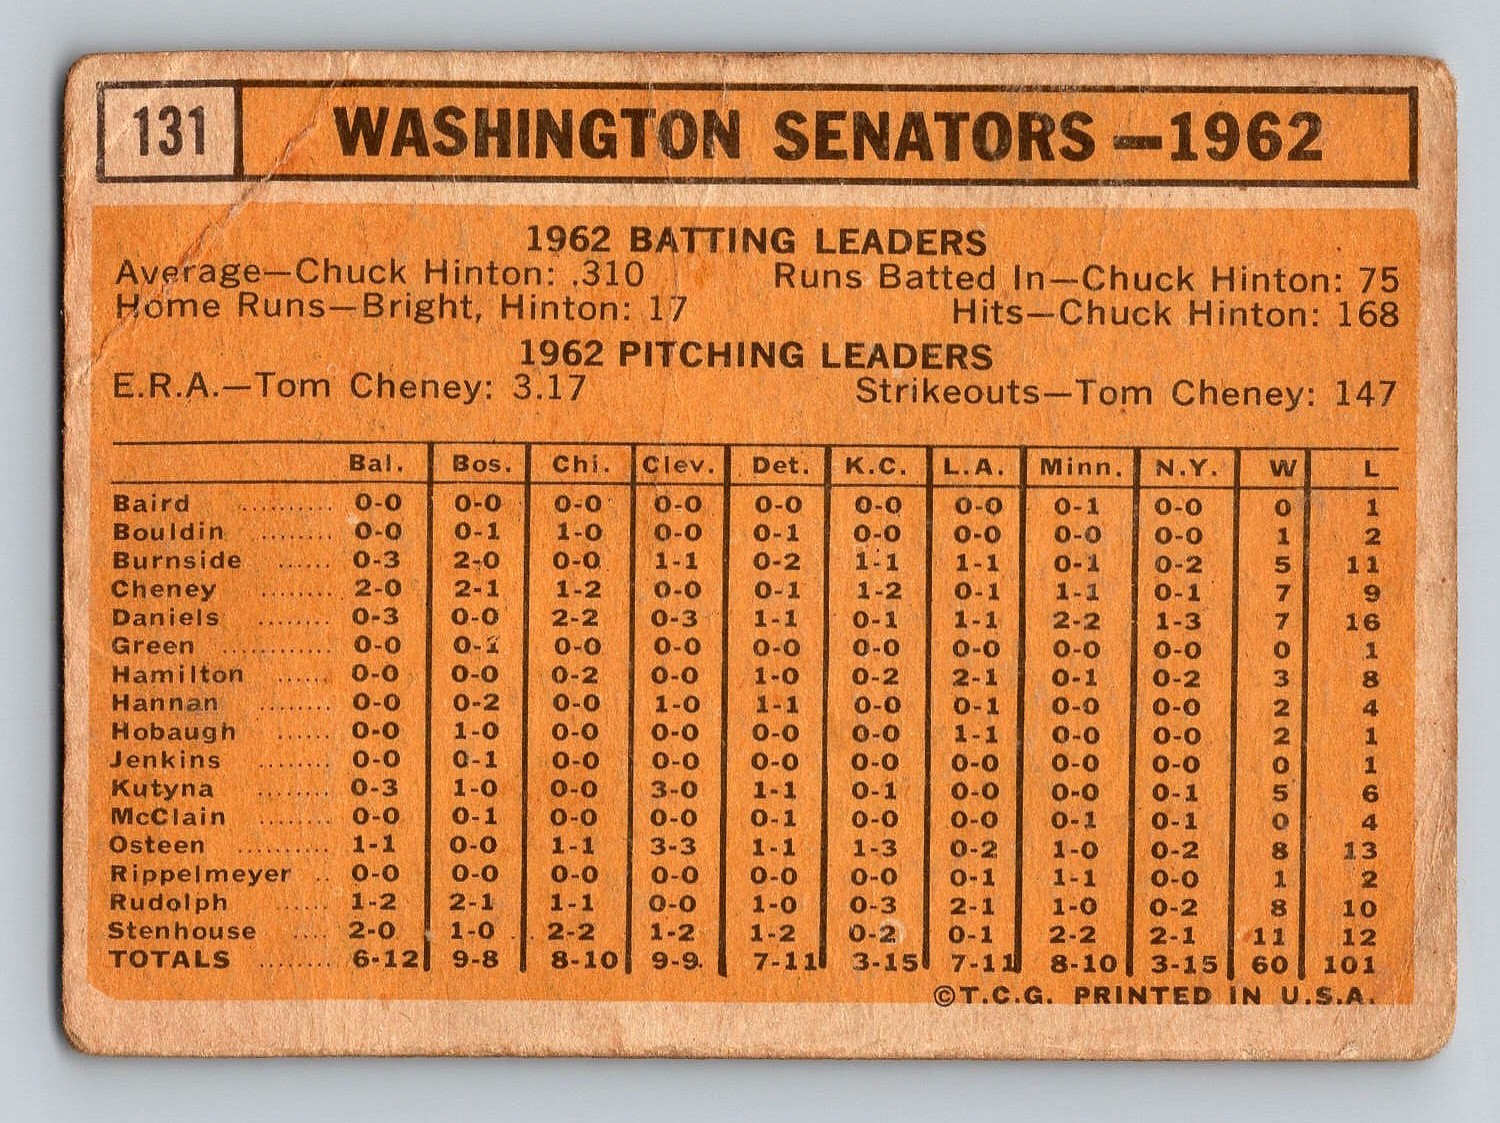 131 WASHINGTON SENATORS —1962
1962 BATTING LEADERS
Average—Chuck Hinton: .310 Runs Batted In—Chuck Hinton: 75
Home Runs—Bright, Hinton: 17 Hits—Chuck Hinton: 168
1962 PITCHING LEADERS
E.R.A.—Tom Cheney: 3.17 Strikeouts—Tom Cheney: 147
Bal. Bos. Chi. Clev. Det. K.C. L.A. Minn. N.Y. W L
Baird .......... 0-0 0-0 0-0 0-0 0-0 0-0 0-0 0-1 0-0 0 1
Bouldin ........ 0-0 0-1 1-0 0-0 0-1 0-0 0-0 0-0 0-0 1 2
Burnside ...... 0-3 2-0 0-0 1-1 0-2 1-1 1-1 0-1 0-2 5 11
Cheney ......... 2-0 2-1 1-2 0-0 0-1 1-2 0-1 1-1 0-1 7 9
Daniels ........ 0-3 0-0 2-2 0-3 1-1 0-1 1-1 2-2 1-3 7 16
Green ............ 0-0 0-1 0-0 0-0 0-0 0-0 0-0 0-0 0-0 0 1
Hamilton ...... 0-0 0-0 0-2 0-0 1-0 0-2 2-1 0-1 0-2 3 8
Hannan ........ 0-0 0-2 0-0 1-0 1-1 0-0 0-1 0-0 0-0 2 4
Hobaugh ...... 0-0 1-0 0-0 0-0 0-0 0-0 1-1 0-0 0-0 2 1
Jenkins ........ 0-0 0-1 0-0 0-0 0-0 0-0 0-0 0-0 0-0 0 1
Kutyna ........ 0-3 1-0 0-0 3-0 1-1 0-1 0-0 0-0 0-1 5 6
McClain ........ 0-0 0-1 0-0 0-0 0-1 0-0 0-0 0-1 0-1 0 4
Osteen .......... 1-1 0-0 1-1 3-3 1-1 1-3 0-2 1-0 0-2 8 13
Rippelmeyer .. 0-0 0-0 0-0 0-0 0-0 0-0 0-1 1-1 0-0 1 2
Rudolph ...... 1-2 2-1 1-1 0-0 1-0 0-3 2-1 1-0 0-2 8 10
Stenhouse .... 2-0 1-0 2-2 1-2 1-2 0-2 0-1 2-2 2-1 11 12
TOTALS .......... 6-12 9-8 8-10 9-9 7-11 3-15 7-11 8-10 3-15 60 101
©T.C.G. PRINTED IN U.S.A.